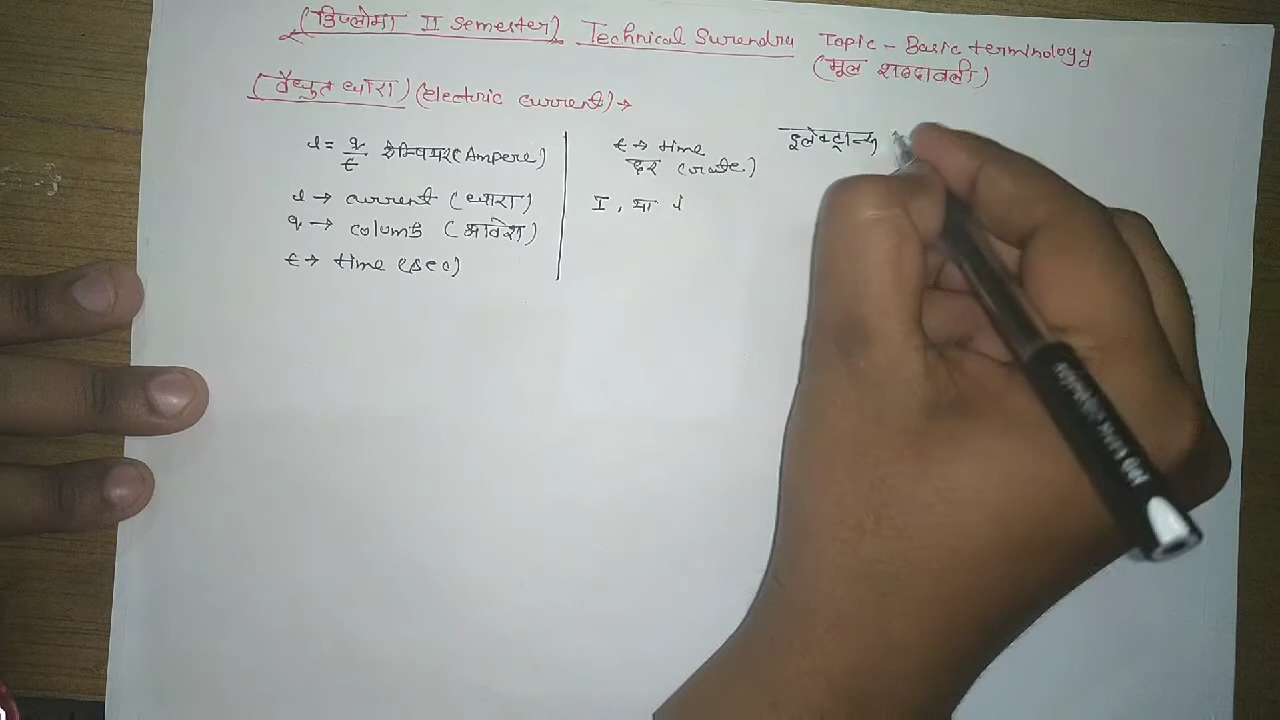 (डिप्लोमा II Semester) Technical Surendra Topic - Basic terminology
(मूल शब्दावली)
(वैधुत धारा) (electric current) →
i = q/t ऐम्पियर (Ampere)
i → current (धारा)
q → columb (आवेश)
t → time (sec)
t → time
दर (rate)
I, या i
इलेक्ट्रान्स